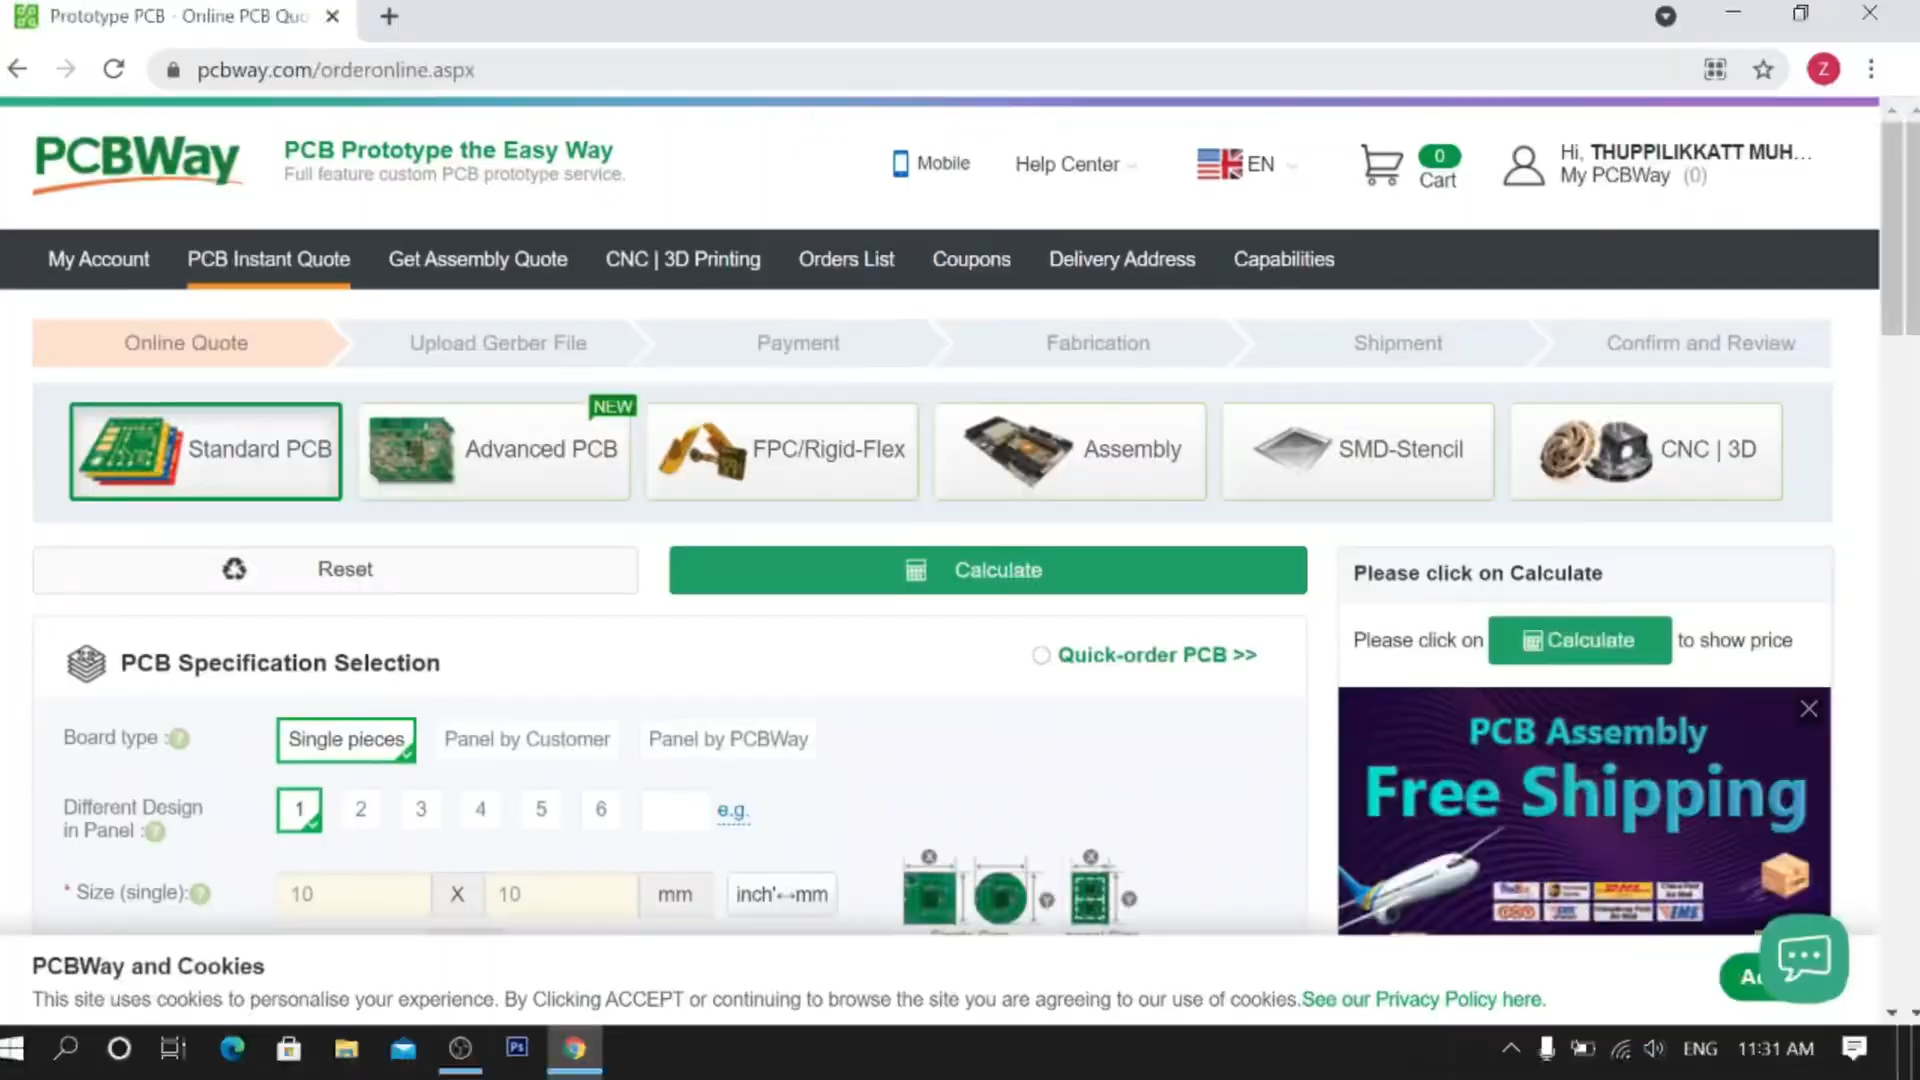 Prototype PCB - Online PCB Quo
pcbway.com/orderonline.aspx
Z
PCBWay
PCB Prototype the Easy Way
Full feature custom PCB prototype service.
Mobile
Help Center
EN
0
Cart
Hi, THUPPILIKKATT MUH...
My PCBWay (0)
My Account
PCB Instant Quote
Get Assembly Quote
CNC | 3D Printing
Orders List
Coupons
Delivery Address
Capabilities
Online Quote
Upload Gerber File
Payment
Fabrication
Shipment
Confirm and Review
Standard PCB
NEW
Advanced PCB
FPC/Rigid-Flex
Assembly
SMD-Stencil
CNC | 3D
Reset
Calculate
Please click on Calculate
Please click on Calculate to show price
PCB Specification Selection
Quick-order PCB >>
Board type :
Single pieces
Panel by Customer
Panel by PCBWay
Different Design
in Panel :
1 2 3 4 5 6 e.g.
* Size (single):
10 X 10 mm inch'↔mm
X
X
Y
Y
PCB Assembly
Free Shipping
FedEx
DHL
EMS
PCBWay and Cookies
This site uses cookies to personalise your experience. By Clicking ACCEPT or continuing to browse the site you are agreeing to our use of cookies.See our Privacy Policy here.
Ps
ENG
11:31 AM